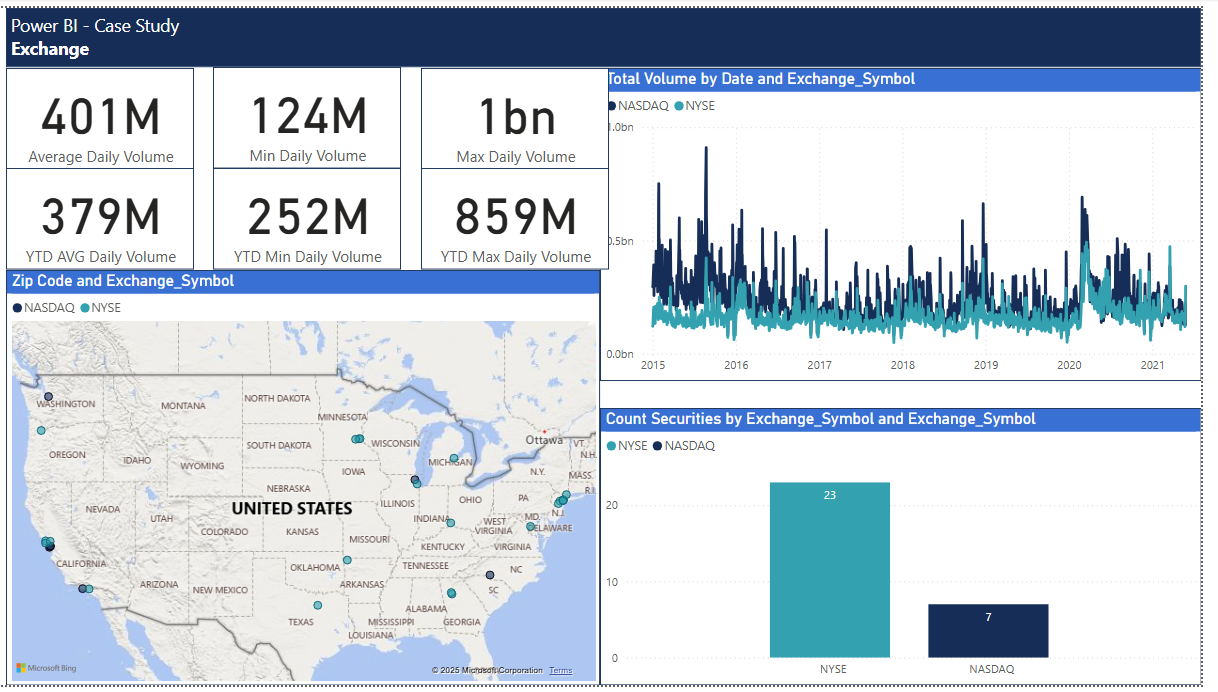 Power BI - Case Study
Exchange
401M
Average Daily Volume
124M
Min Daily Volume
1bn
Max Daily Volume
379M
YTD AVG Daily Volume
252M
YTD Min Daily Volume
859M
YTD Max Daily Volume
Total Volume by Date and Exchange_Symbol
NASDAQ NYSE
1.0bn
0.5bn
0.0bn
2015 2016 2017 2018 2019 2020 2021
Zip Code and Exchange_Symbol
NASDAQ NYSE
WASHINGTON
MONTANA
NORTH DAKOTA
MINNESOTA
Ottawa
VT.
N.H.
OREGON
IDAHO
WYOMING
SOUTH DAKOTA
WISCONSIN
MICHIGAN
N.Y.
MASS.
R.I.
IOWA
NEBRASKA
NEVADA
UTAH
COLORADO
UNITED STATES
KANSAS
ILLINOIS
INDIANA
OHIO
PA
N.J.
MD.
DELAWARE
MISSOURI
WEST
VIRGINIA
KENTUCKY
VIRGINIA
CALIFORNIA
ARIZONA
NEW MEXICO
OKLAHOMA
ARKANSAS
TENNESSEE
NC
SC
TEXAS
MISSISSIPPI
ALABAMA
GEORGIA
LOUISIANA
Microsoft Bing
© 2025 Microsoft Corporation Terms
Count Securities by Exchange_Symbol and Exchange_Symbol
NYSE NASDAQ
20
10
0
23
7
NYSE NASDAQ